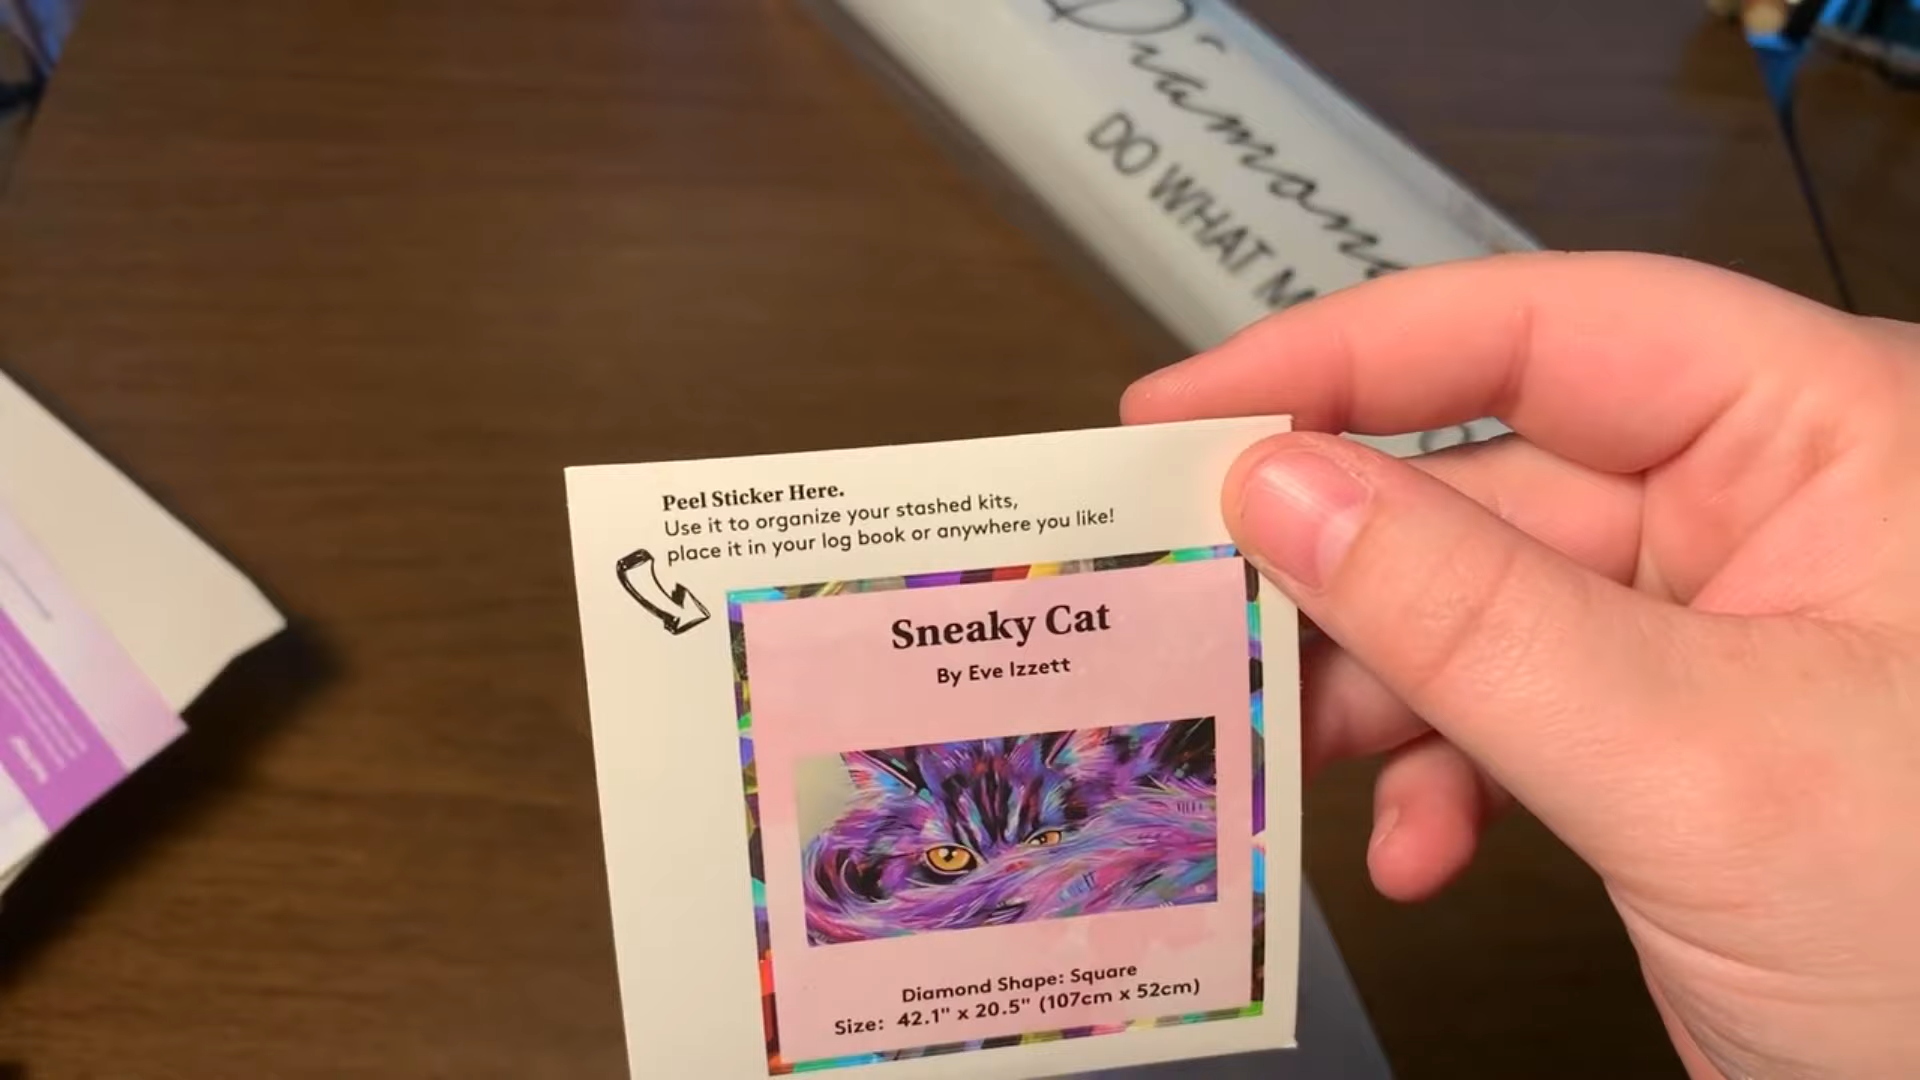 DO WHAT
Peel Sticker Here.
Use it to organize your stashed kits,
place it in your log book or anywhere you like!
Sneaky Cat
By Eve Izzett
Diamond Shape: Square
Size: 42.1" x 20.5" (107cm x 52cm)